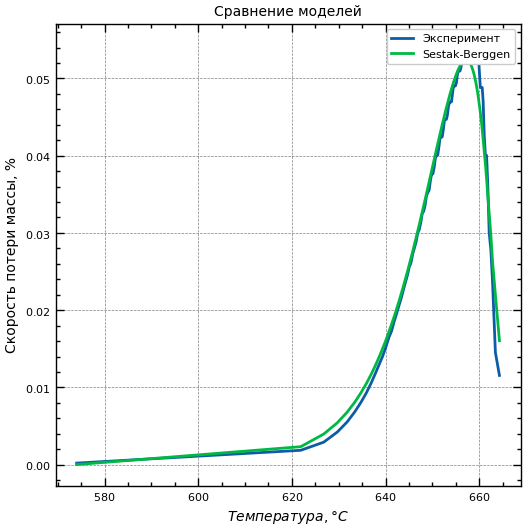 Сравнение моделей
Эксперимент
Sestak-Berggen
Скорость потери массы, %
0.05
0.04
0.03
0.02
0.01
0.00
580 600 620 640 660
Температура, °C